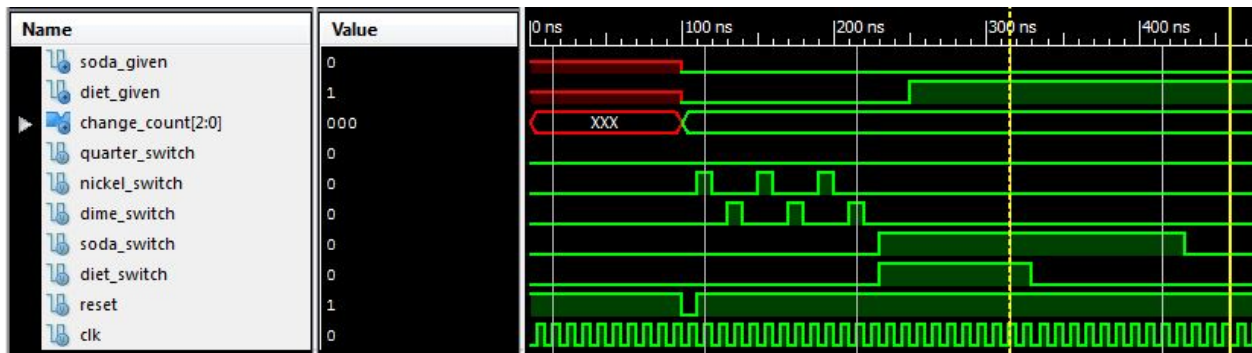 Name Value 0 ns 100 ns 200 ns 300 ns 400 ns
soda_given 0
diet_given 1
change_count[2:0] 000 XXX
quarter_switch 0
nickel_switch 0
dime_switch 0
soda_switch 0
diet_switch 0
reset 1
clk 0